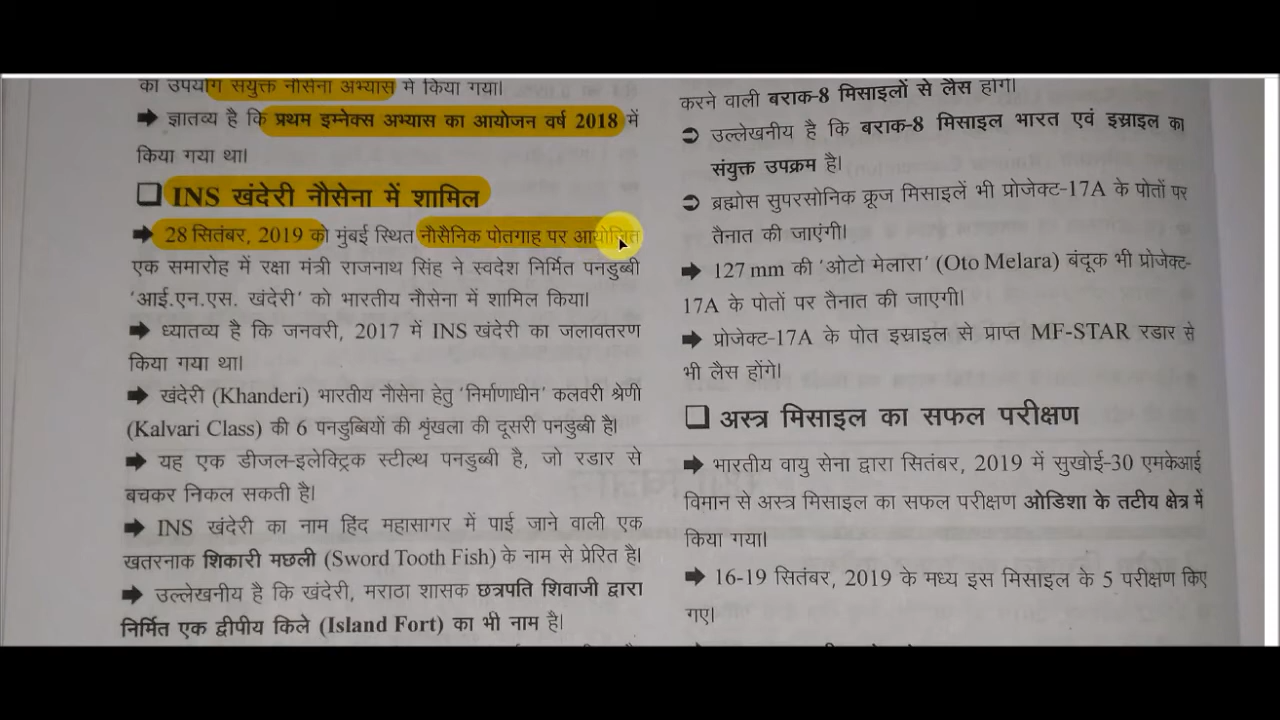 का उपयोग संयुक्त नौसेना अभ्यास में किया गया।
➡ ज्ञातव्य है कि प्रथम इम्नेक्स अभ्यास का आयोजन वर्ष 2018 में
किया गया था।
❑ INS खंदेरी नौसेना में शामिल
➡ 28 सितंबर, 2019 को मुंबई स्थित नौसैनिक पोतगाह पर आयोजित
एक समारोह में रक्षा मंत्री राजनाथ सिंह ने स्वदेश निर्मित पनडुब्बी
'आई.एन.एस. खंदेरी' को भारतीय नौसेना में शामिल किया।
➡ ध्यातव्य है कि जनवरी, 2017 में INS खंदेरी का जलावतरण
किया गया था।
➡ खंदेरी (Khanderi) भारतीय नौसेना हेतु 'निर्माणाधीन' कलवरी श्रेणी
(Kalvari Class) की 6 पनडुब्बियों की शृंखला की दूसरी पनडुब्बी है।
➡ यह एक डीजल-इलेक्ट्रिक स्टील्थ पनडुब्बी है, जो रडार से
बचकर निकल सकती है।
➡ INS खंदेरी का नाम हिंद महासागर में पाई जाने वाली एक
खतरनाक शिकारी मछली (Sword Tooth Fish) के नाम से प्रेरित है।
➡ उल्लेखनीय है कि खंदेरी, मराठा शासक छत्रपति शिवाजी द्वारा
निर्मित एक द्वीपीय किले (Island Fort) का भी नाम है।
करने वाली बराक-8 मिसाइलों से लैस होंगे।
➲ उल्लेखनीय है कि बराक-8 मिसाइल भारत एवं इस्राइल का
संयुक्त उपक्रम है।
➲ ब्रह्मोस सुपरसोनिक क्रूज मिसाइलें भी प्रोजेक्ट-17A के पोतों पर
तैनात की जाएंगी।
➡ 127 mm की 'ओटो मेलारा' (Oto Melara) बंदूक भी प्रोजेक्ट-
17A के पोतों पर तैनात की जाएगी।
➡ प्रोजेक्ट-17A के पोत इस्राइल से प्राप्त MF-STAR रडार से
भी लैस होंगे।
❑ अस्त्र मिसाइल का सफल परीक्षण
➡ भारतीय वायु सेना द्वारा सितंबर, 2019 में सुखोई-30 एमकेआई
विमान से अस्त्र मिसाइल का सफल परीक्षण ओडिशा के तटीय क्षेत्र में
किया गया।
➡ 16-19 सितंबर, 2019 के मध्य इस मिसाइल के 5 परीक्षण किए
गए।